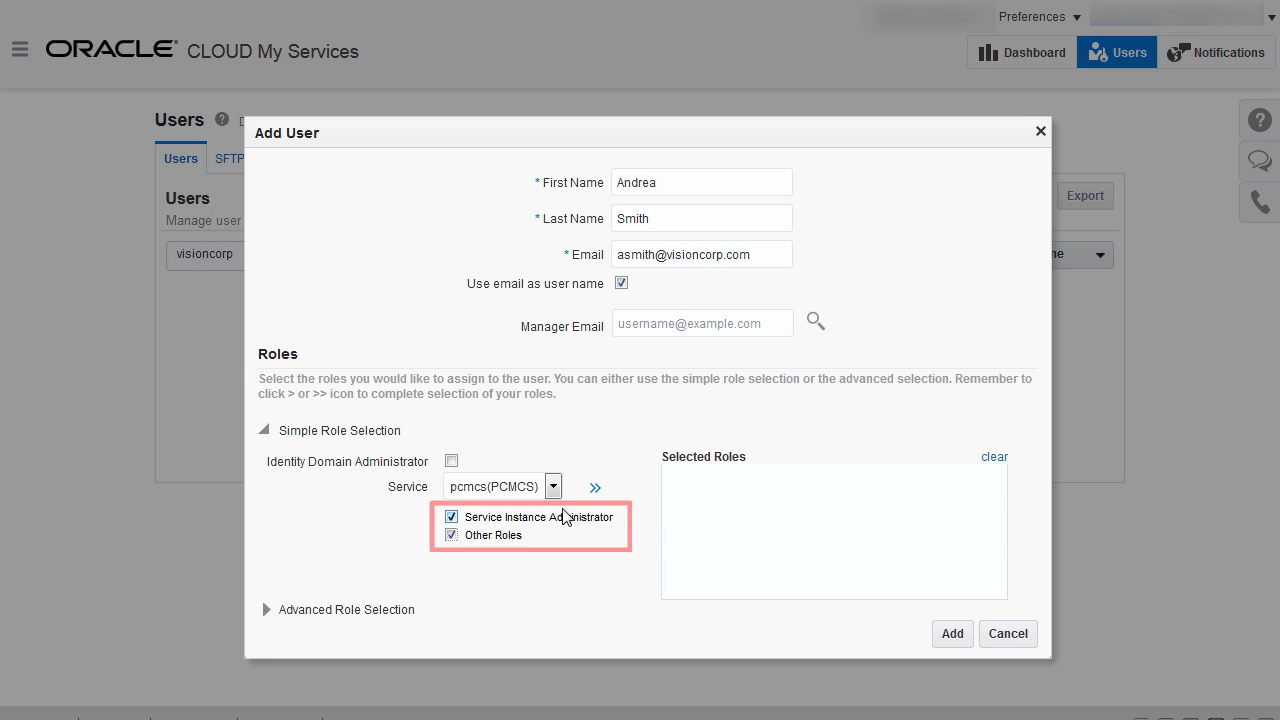 Preferences
ORACLE CLOUD My Services
Dashboard
Users
Notifications
Users
Users
SFTP
Users
Manage user
Export
visioncorp
Add User
* First Name Andrea
* Last Name Smith
* Email asmith@visioncorp.com
Use email as user name
Manager Email username@example.com
Roles
Select the roles you would like to assign to the user. You can either use the simple role selection or the advanced selection. Remember to
click > or >> icon to complete selection of your roles.
Simple Role Selection
Identity Domain Administrator
Service pcmcs(PCMCS)
Service Instance Administrator
Other Roles
Selected Roles clear
Advanced Role Selection
Add Cancel